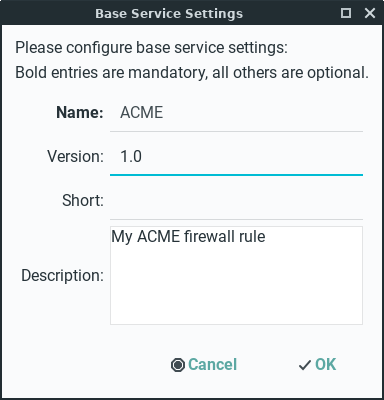 Base Service Settings
Please configure base service settings:
Bold entries are mandatory, all others are optional.
Name: ACME
Version: 1.0
Short:
My ACME firewall rule
Description:
Cancel OK